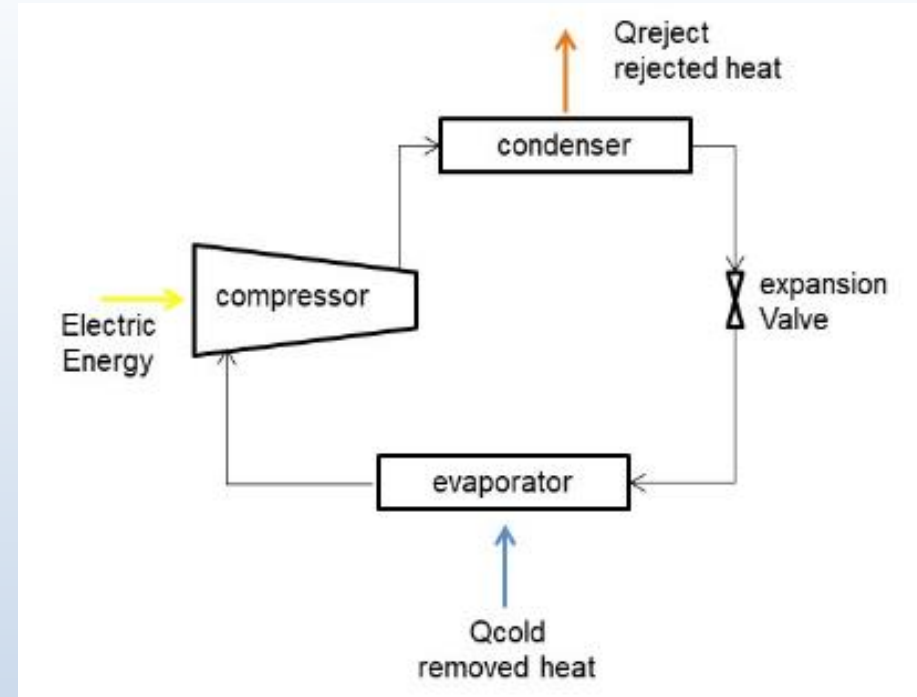 Qreject
rejected heat
condenser
compressor
expansion
Valve
Electric
Energy
evaporator
Qcold
removed heat